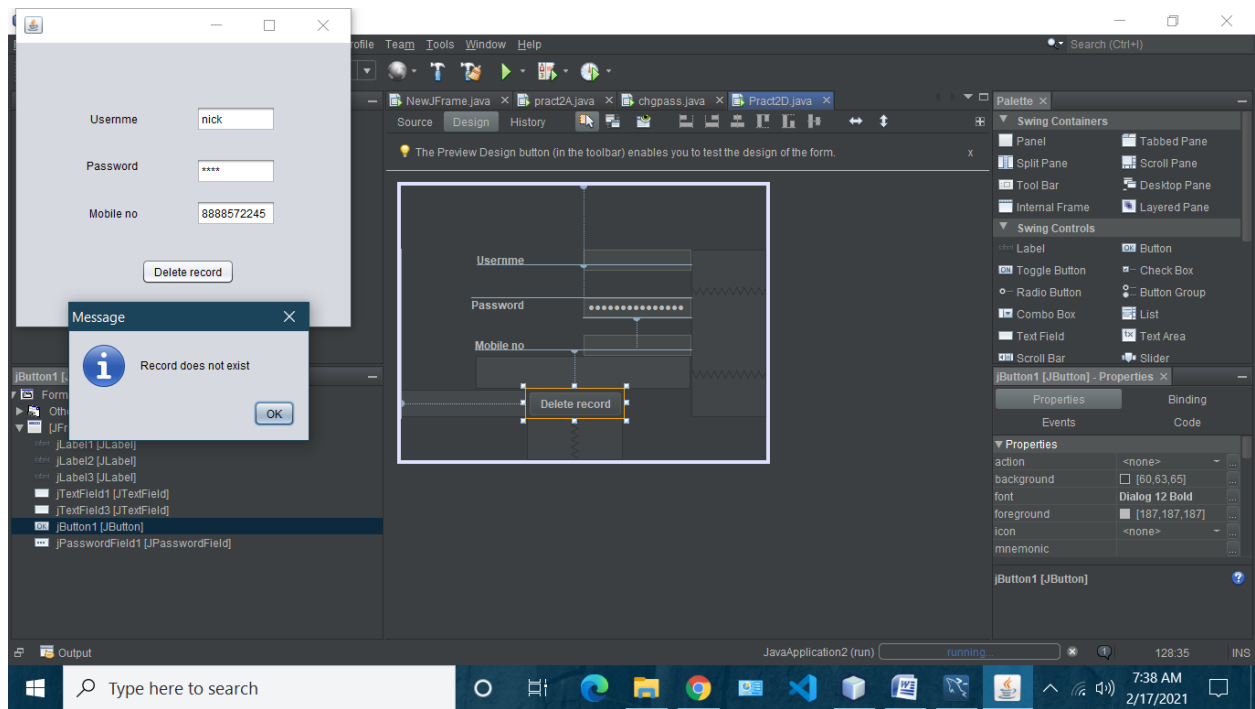 rofile Team Tools Window Help
Search (Ctrl+I)
NewJFrame.java × pract2A.java × chgpass.java × Pract2D.java ×
Source Design History
The Preview Design button (in the toolbar) enables you to test the design of the form. x
Usernme nick
Password ****
Mobile no 8888572245
Delete record
Message
Record does not exist
OK
Usernme
Password
Mobile no
Delete record
Palette ×
Swing Containers
Panel Tabbed Pane
Split Pane Scroll Pane
Tool Bar Desktop Pane
Internal Frame Layered Pane
Swing Controls
Label Button
Toggle Button Check Box
Radio Button Button Group
Combo Box List
Text Field Text Area
Scroll Bar Slider
jButton1 [
Form
Oth
[JFr
jLabel1 [JLabel]
jLabel2 [JLabel]
jLabel3 [JLabel]
jTextField1 [JTextField]
jTextField3 [JTextField]
jButton1 [JButton]
jPasswordField1 [JPasswordField]
jButton1 [JButton] - Properties ×
Properties Binding
Events Code
Properties
action <none> ...
background [60,63,65] ...
font Dialog 12 Bold ...
foreground [187,187,187] ...
icon <none> ...
mnemonic ...
jButton1 [JButton]
Output
JavaApplication2 (run) running... 1 128:35 INS
Type here to search
7:38 AM
2/17/2021